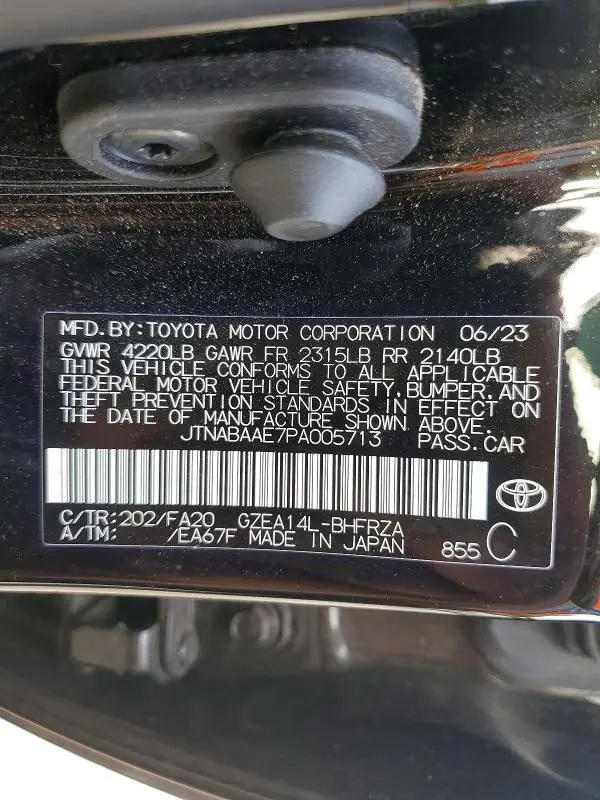 MFD.BY:TOYOTA MOTOR CORPORATION 06/23
GVWR 4220LB GAWR FR 2315LB RR 2140LB
THIS VEHICLE CONFORMS TO ALL APPLICABLE
FEDERAL MOTOR VEHICLE SAFETY,BUMPER,AND
THEFT PREVENTION STANDARDS IN EFFECT ON
THE DATE OF MANUFACTURE SHOWN ABOVE.
JTNABAAE7PA005713 PASS.CAR
C/TR:202/FA20 GZEA14L-BHFRZA
A/TM: /EA67F MADE IN JAPAN 855 C